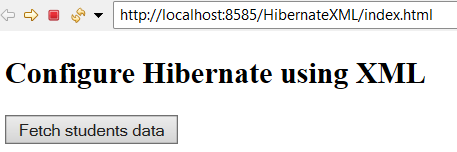 http://localhost:8585/HibernateXML/index.html
Configure Hibernate using XML
Fetch students data